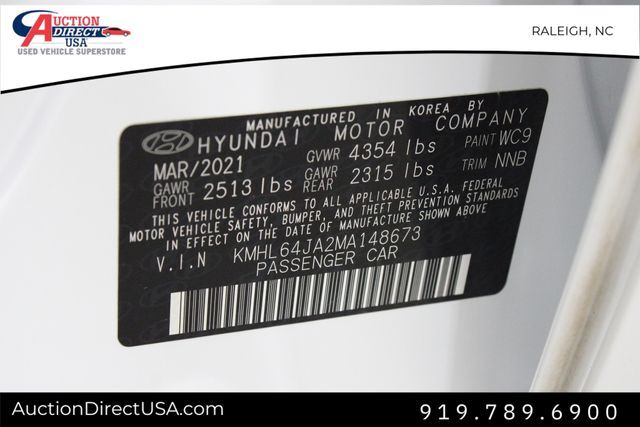 AUCTION
DIRECT
USA
USED VEHICLE SUPERSTORE
RALEIGH, NC
MANUFACTURED IN KOREA BY
HYUNDAI MOTOR COMPANY
MAR/2021 GVWR 4354 lbs PAINT WC9
GAWR FRONT 2513 lbs GAWR REAR 2315 lbs TRIM NNB
THIS VEHICLE CONFORMS TO ALL APPLICABLE U.S.A. FEDERAL
MOTOR VEHICLE SAFETY, BUMPER, AND THEFT PREVENTION STANDARDS
IN EFFECT ON THE DATE OF MANUFACTURE SHOWN ABOVE.
V.I.N KMHL64JA2MA148673
PASSENGER CAR
AuctionDirectUSA.com
919.789.6900